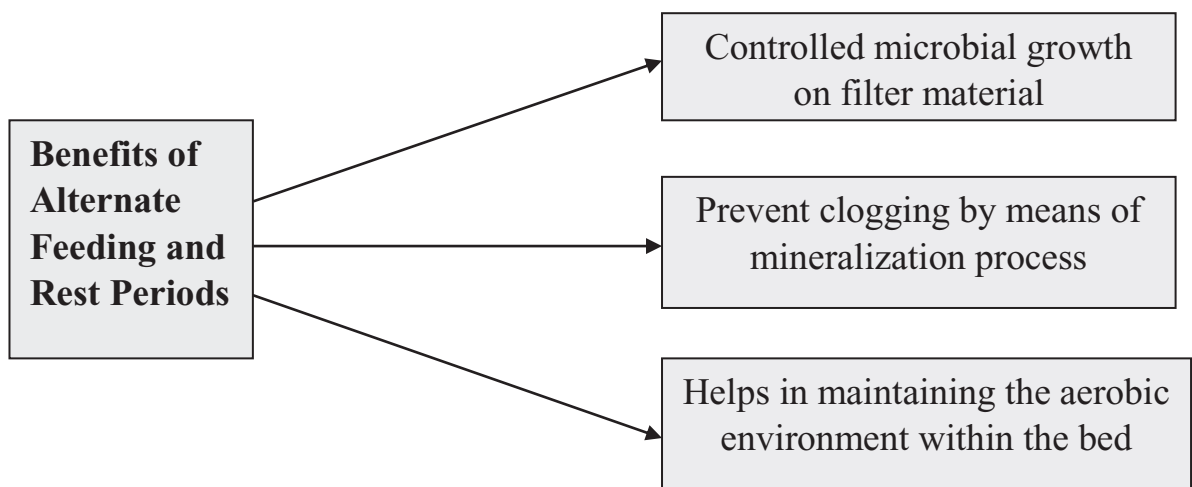 Benefits of
Alternate
Feeding and
Rest Periods
Controlled microbial growth
on filter material
Prevent clogging by means of
mineralization process
Helps in maintaining the aerobic
environment within the bed